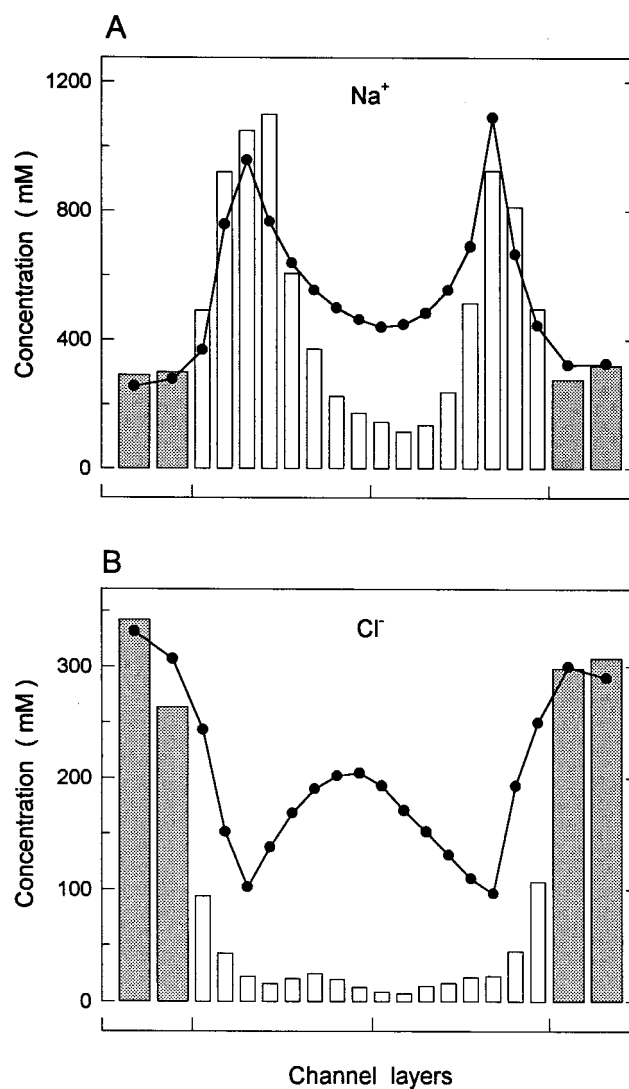 A
Na⁺
1200
800
400
0
Concentration ( mM )
B
Cl⁻
300
200
100
0
Concentration ( mM )
Channel layers